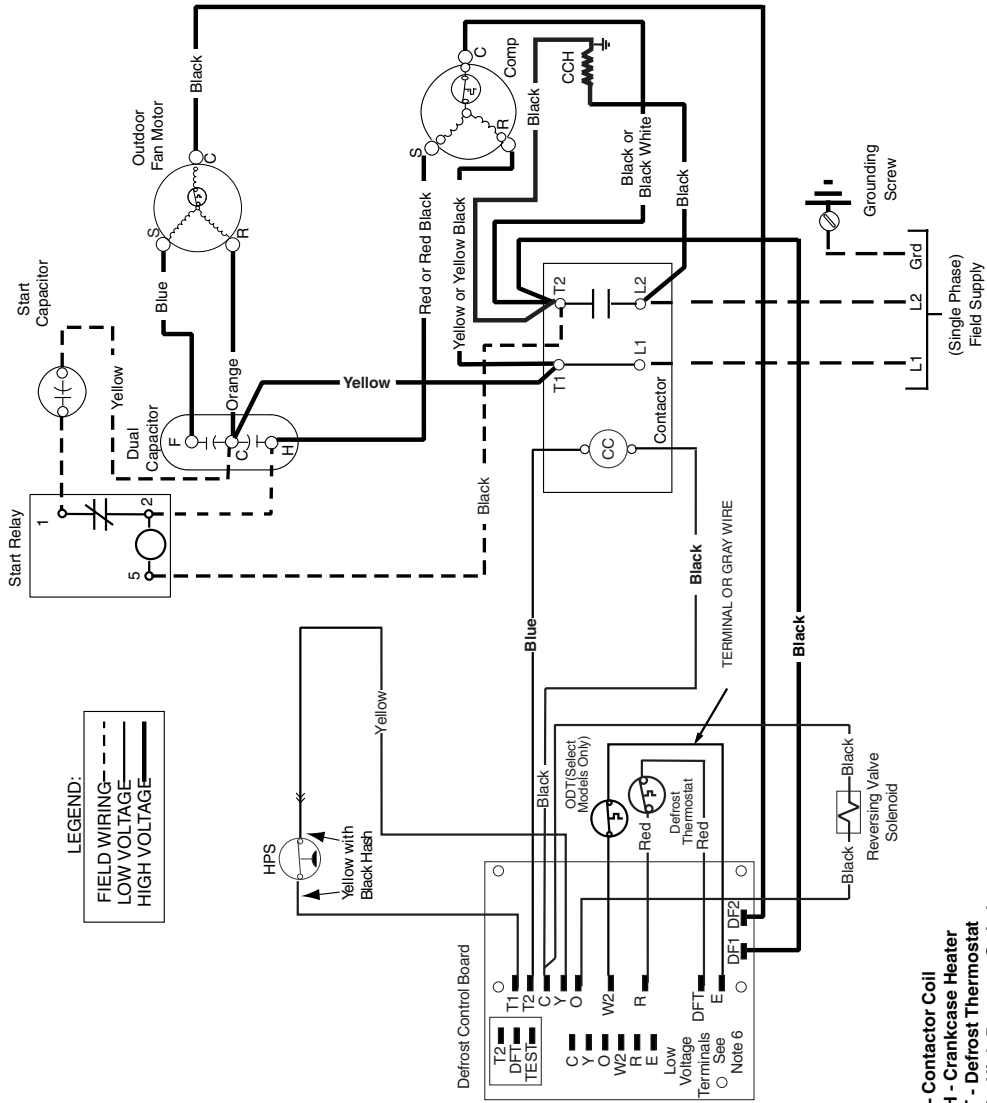 LEGEND:
FIELD WIRING
LOW VOLTAGE
HIGH VOLTAGE
Start Relay
1
2
5
Start
Capacitor
Dual
Capacitor
F
C
H
Yellow
Outdoor
Fan Motor
S
R
C
Black
Blue
Orange
Comp
S
R
C
CCH
Black
Red or Red Black
Yellow or Yellow Black
Black or
Black White
Black
Yellow
Black
T1
T2
L1
L2
CC
Contactor
L1
L2
Grd
(Single Phase)
Field Supply
Grounding
Screw
HPS
Yellow with
Black Hash
Yellow
Blue
Black
TERMINAL OR GRAY WIRE
Black
Black
ODT(Select
Models Only)
Red
Defrost
Thermostat
Red
Black
Black
Reversing Valve
Solenoid
Defrost Control Board
T2
DFT
TEST
T1
T2
C
Y
O
W2
R
DFT
E
DF1
DF2
C
Y
O
W2
R
E
Low
Voltage
Terminals
See
Note 6
- Contactor Coil
- Crankcase Heater
- Defrost Thermostat